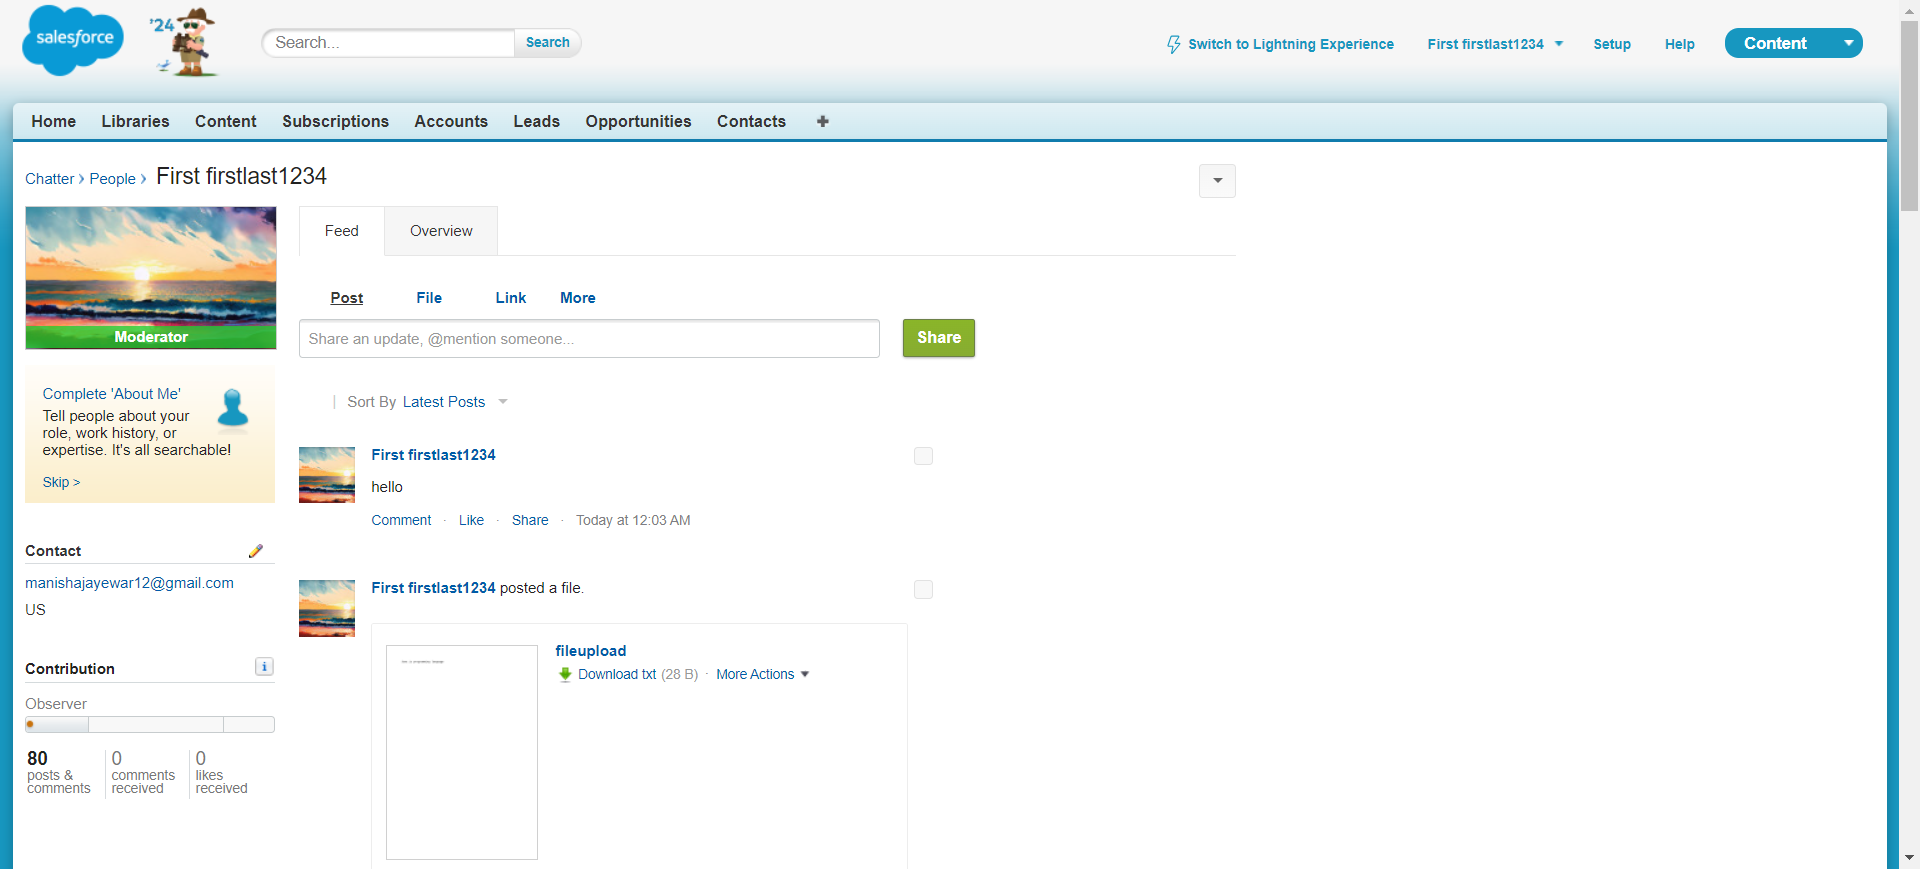 salesforce
'24
Search...
Search
Switch to Lightning Experience
First firstlast1234
Setup
Help
Content
Home
Libraries
Content
Subscriptions
Accounts
Leads
Opportunities
Contacts
Chatter › People › First firstlast1234
Moderator
Complete 'About Me'
Tell people about your
role, work history, or
expertise. It's all searchable!
Skip >
Contact
manishajayewar12@gmail.com
US
Contribution
i
Observer
80
posts &
comments
0
comments
received
0
likes
received
Feed
Overview
Post
File
Link
More
Share an update, @mention someone...
Share
| Sort By Latest Posts
First firstlast1234
hello
Comment · Like · Share · Today at 12:03 AM
First firstlast1234 posted a file.
fileupload
Download txt (28 B) · More Actions